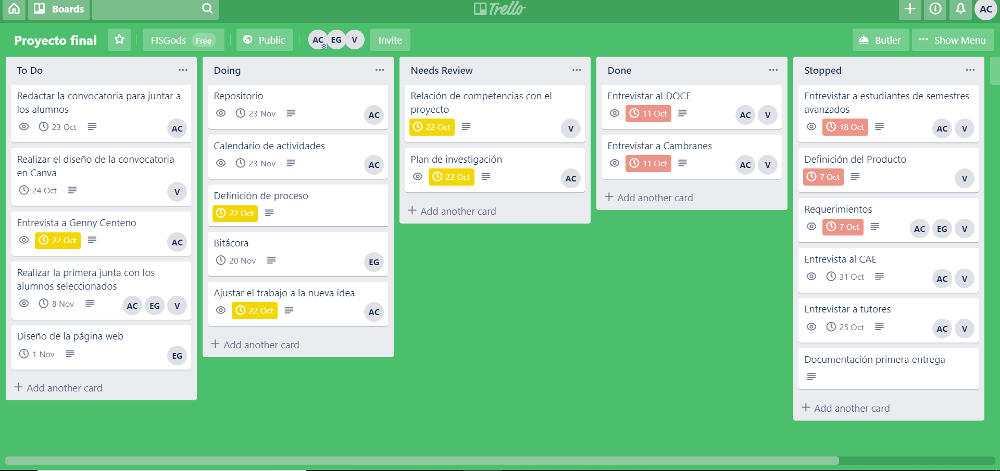 Boards
Trello
AC
Proyecto final
FISGods Free
Public
AC EG V
Invite
Butler
Show Menu
To Do
Redactar la convocatoria para juntar a
los alumnos
23 Oct
AC
Realizar el diseño de la convocatoria
en Canva
24 Oct
V
Entrevista a Genny Centeno
22 Oct
AC
Realizar la primera junta con los
alumnos seleccionados
8 Nov
AC EG V
Diseño de la página web
1 Nov
EG
Add another card
Doing
Repositorio
23 Nov
AC
Calendario de actividades
23 Nov
AC
Definición de proceso
22 Oct
Bitácora
20 Nov
EG
Ajustar el trabajo a la nueva idea
22 Oct
AC
Add another card
Needs Review
Relación de competencias con el
proyecto
22 Oct
V
Plan de investigación
22 Oct
AC
Add another card
Done
Entrevistar al DOCE
11 Oct
AC V
Entrevistar a Cambranes
11 Oct
AC V
Add another card
Stopped
Entrevistar a estudiantes de semestres
avanzados
18 Oct
AC V
Definición del Producto
7 Oct
V
Requerimientos
7 Oct
AC EG V
Entrevista al CAE
31 Oct
AC V
Entrevistar a tutores
25 Oct
AC V
Documentación primera entrega
Add another card